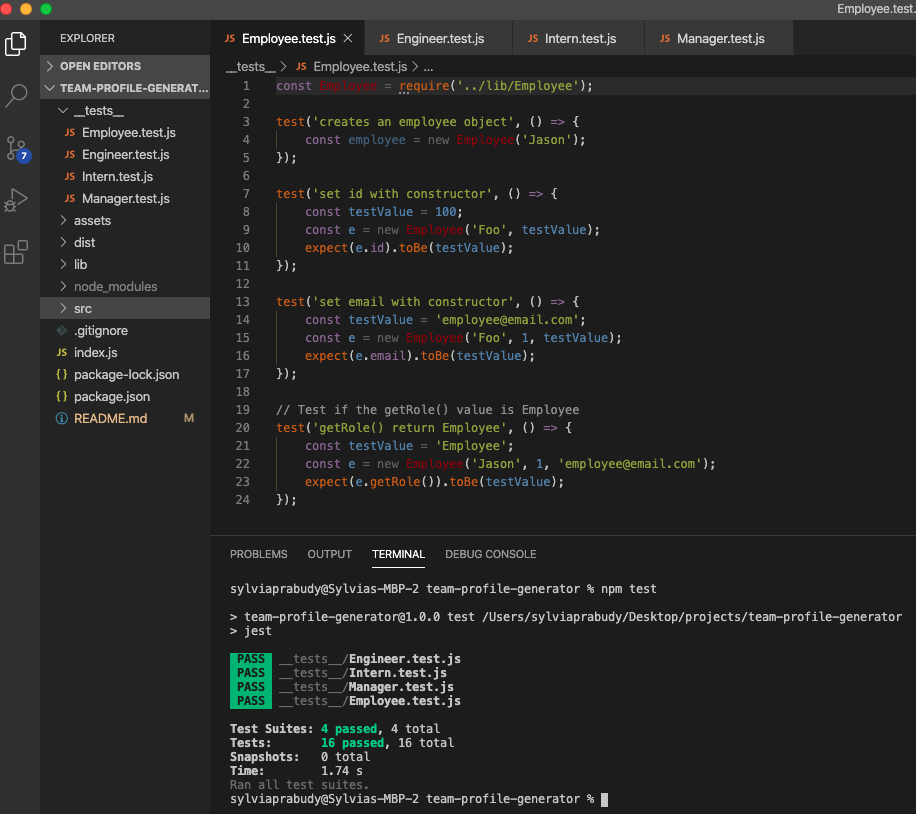 Employee.test.
EXPLORER
OPEN EDITORS
TEAM-PROFILE-GENERAT...
__tests__
JS Employee.test.js
JS Engineer.test.js
JS Intern.test.js
JS Manager.test.js
assets
dist
lib
node_modules
src
.gitignore
JS index.js
{} package-lock.json
{} package.json
README.md M
7
JS Employee.test.js × JS Engineer.test.js JS Intern.test.js JS Manager.test.js
__tests__ > JS Employee.test.js > ...
1 const Employee = require('../lib/Employee');
2
3 test('creates an employee object', () => {
4 const employee = new Employee('Jason');
5 });
6
7 test('set id with constructor', () => {
8 const testValue = 100;
9 const e = new Employee('Foo', testValue);
10 expect(e.id).toBe(testValue);
11 });
12
13 test('set email with constructor', () => {
14 const testValue = 'employee@email.com';
15 const e = new Employee('Foo', 1, testValue);
16 expect(e.email).toBe(testValue);
17 });
18
19 // Test if the getRole() value is Employee
20 test('getRole() return Employee', () => {
21 const testValue = 'Employee';
22 const e = new Employee('Jason', 1, 'employee@email.com');
23 expect(e.getRole()).toBe(testValue);
24 });
PROBLEMS OUTPUT TERMINAL DEBUG CONSOLE
sylviaprabudy@Sylvias-MBP-2 team-profile-generator % npm test
> team-profile-generator@1.0.0 test /Users/sylviaprabudy/Desktop/projects/team-profile-generator
> jest
PASS __tests__/Engineer.test.js
PASS __tests__/Intern.test.js
PASS __tests__/Manager.test.js
PASS __tests__/Employee.test.js
Test Suites: 4 passed, 4 total
Tests: 16 passed, 16 total
Snapshots: 0 total
Time: 1.74 s
Ran all test suites.
sylviaprabudy@Sylvias-MBP-2 team-profile-generator %